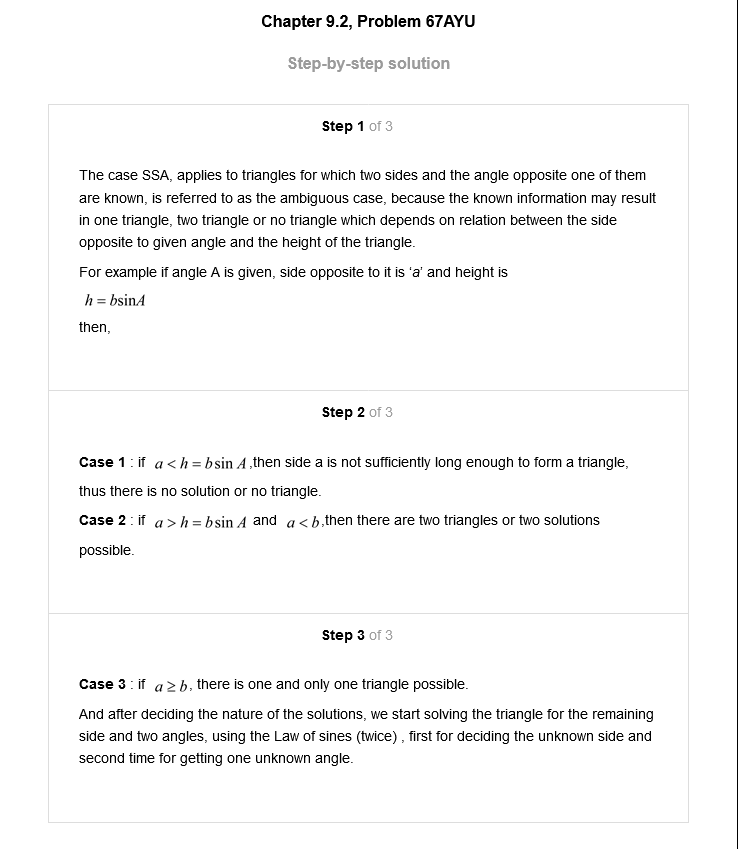 Chapter 9.2, Problem 67AYU
Step-by-step solution
Step 1 of 3
The case SSA, applies to triangles for which two sides and the angle opposite one of them
are known, is referred to as the ambiguous case, because the known information may result
in one triangle, two triangle or no triangle which depends on relation between the side
opposite to given angle and the height of the triangle.
For example if angle A is given, side opposite to it is ‘a’ and height is
h = bsinA
then,
Step 2 of 3
Case 1 : if a < h = b sin A ,then side a is not sufficiently long enough to form a triangle,
thus there is no solution or no triangle.
Case 2 : if a > h = b sin A and a < b,then there are two triangles or two solutions
possible.
Step 3 of 3
Case 3 : if a ≥ b, there is one and only one triangle possible.
And after deciding the nature of the solutions, we start solving the triangle for the remaining
side and two angles, using the Law of sines (twice) , first for deciding the unknown side and
second time for getting one unknown angle.